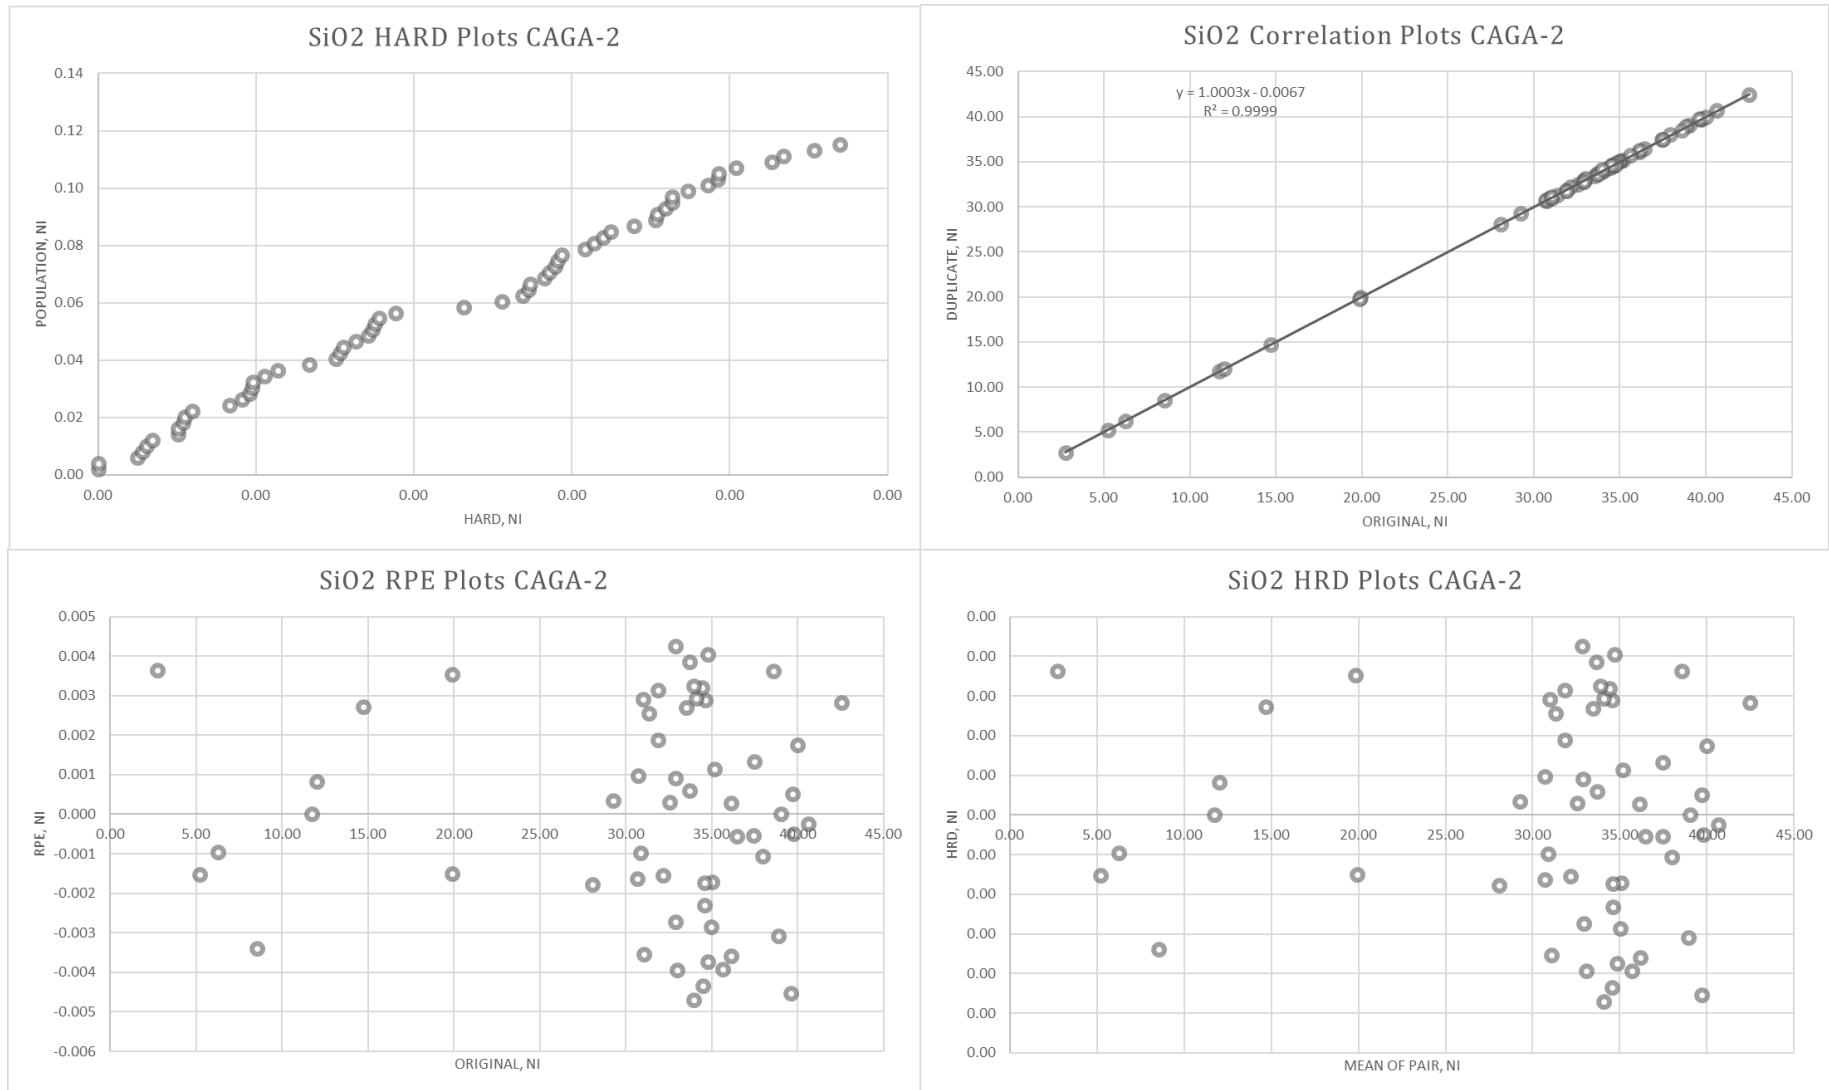 SiO2 HARD Plots CAGA-2
0.14
0.12
0.10
0.08
0.06
0.04
0.02
0.00
POPULATION, NI
0.00 0.00 0.00 0.00 0.00 0.00
HARD, NI
SiO2 Correlation Plots CAGA-2
45.00
40.00
35.00
30.00
25.00
20.00
15.00
10.00
5.00
0.00
DUPLICATE, NI
y = 1.0003x - 0.0067
R² = 0.9999
0.00 5.00 10.00 15.00 20.00 25.00 30.00 35.00 40.00 45.00
ORIGINAL, NI
SiO2 RPE Plots CAGA-2
0.005
0.004
0.003
0.002
0.001
0.000
-0.001
-0.002
-0.003
-0.004
-0.005
-0.006
RPE, NI
0.00 5.00 10.00 15.00 20.00 25.00 30.00 35.00 40.00 45.00
ORIGINAL, NI
SiO2 HRD Plots CAGA-2
0.00
0.00
0.00
0.00
0.00
0.00
0.00
0.00
0.00
0.00
0.00
0.00
HRD, NI
0.00 5.00 10.00 15.00 20.00 25.00 30.00 35.00 40.00 45.00
MEAN OF PAIR, NI